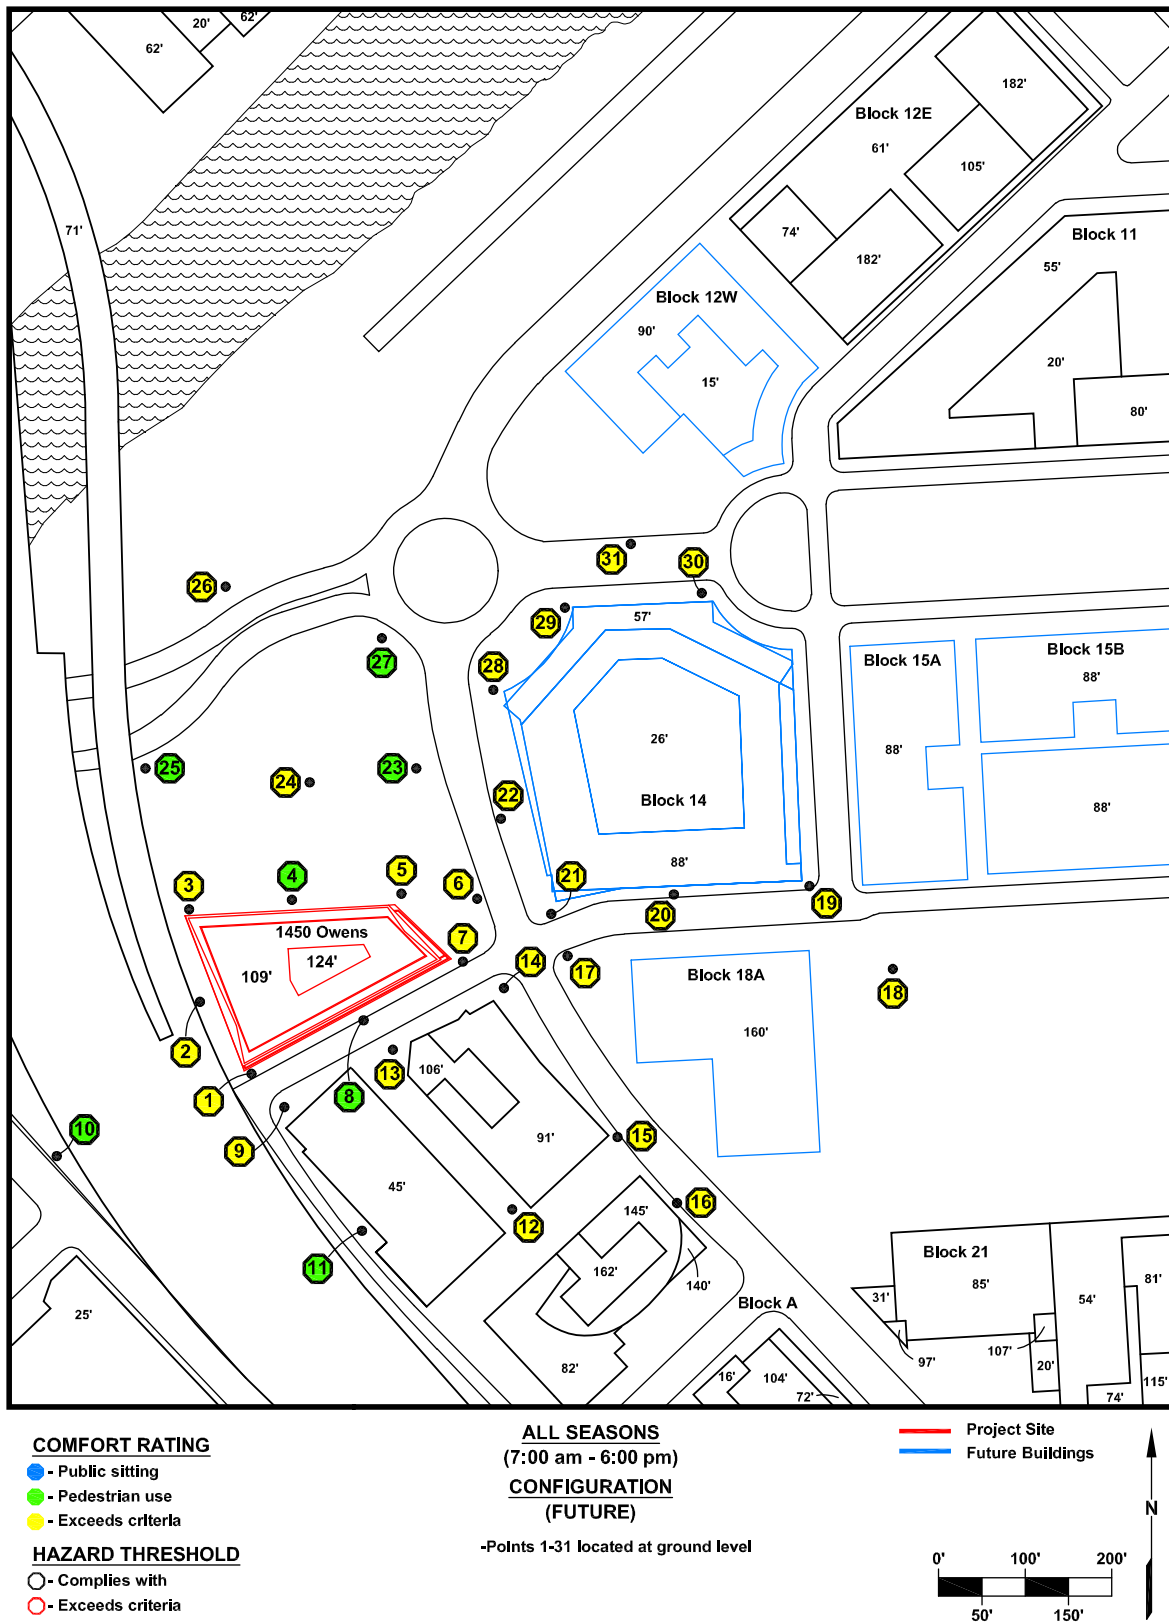 62'
20'
62'
182'
Block 12E
61'
105'
71'
74'
182'
Block 11
55'
Block 12W
90'
15'
20'
80'
31
30
26
29
57'
27
28
Block 15A
Block 15B
88'
26'
88'
25
24
23
22
Block 14
88'
88'
3
4
5
6
21
20
19
1450 Owens
7
124'
109'
14
17
Block 18A
18
160'
2
13
106'
1
8
10
9
91'
15
45'
16
12
145'
11
162'
140'
Block 21
85'
81'
31'
54'
Block A
25'
97'
107'
20'
82'
16'
104'
72'
74'
115'
COMFORT RATING
- Public sitting
- Pedestrian use
- Exceeds criteria
HAZARD THRESHOLD
- Complies with
- Exceeds criteria
ALL SEASONS
(7:00 am - 6:00 pm)
CONFIGURATION
(FUTURE)
-Points 1-31 located at ground level
Project Site
Future Buildings
N
0' 100' 200'
50' 150'